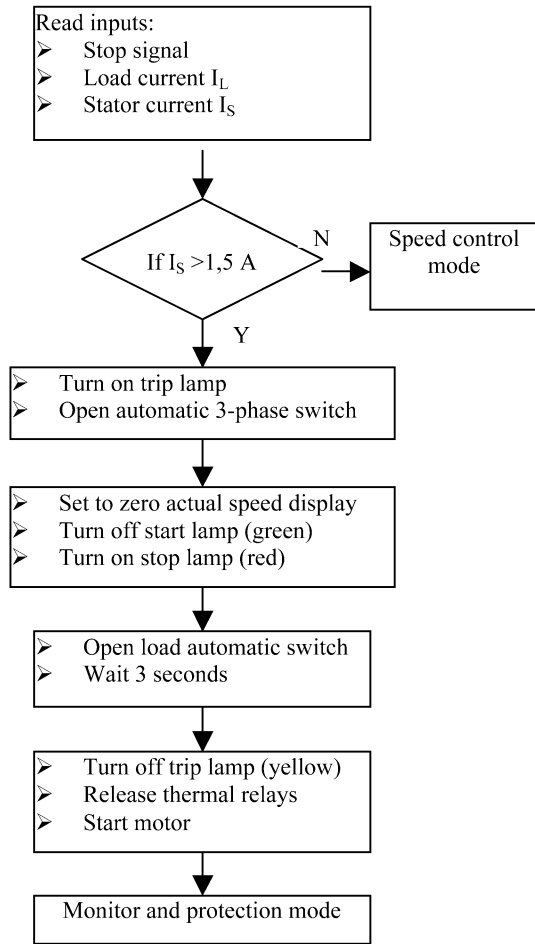 Read inputs:
➢ Stop signal
➢ Load current I_L
➢ Stator current I_S
If I_S >1,5 A
N
Speed control
mode
Y
➢ Turn on trip lamp
➢ Open automatic 3-phase switch
➢ Set to zero actual speed display
➢ Turn off start lamp (green)
➢ Turn on stop lamp (red)
➢ Open load automatic switch
➢ Wait 3 seconds
➢ Turn off trip lamp (yellow)
➢ Release thermal relays
➢ Start motor
Monitor and protection mode